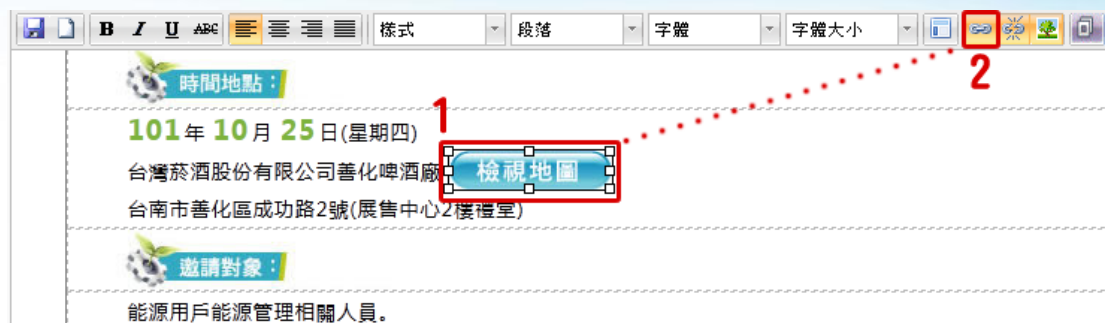 B I U ABC 樣式 段落 字體 字體大小
1
2
時間地點：
101年 10月 25日(星期四)
台灣菸酒股份有限公司善化啤酒廠 檢視地圖
台南市善化區成功路2號(展售中心2樓禮堂)
邀請對象：
能源用戶能源管理相關人員。